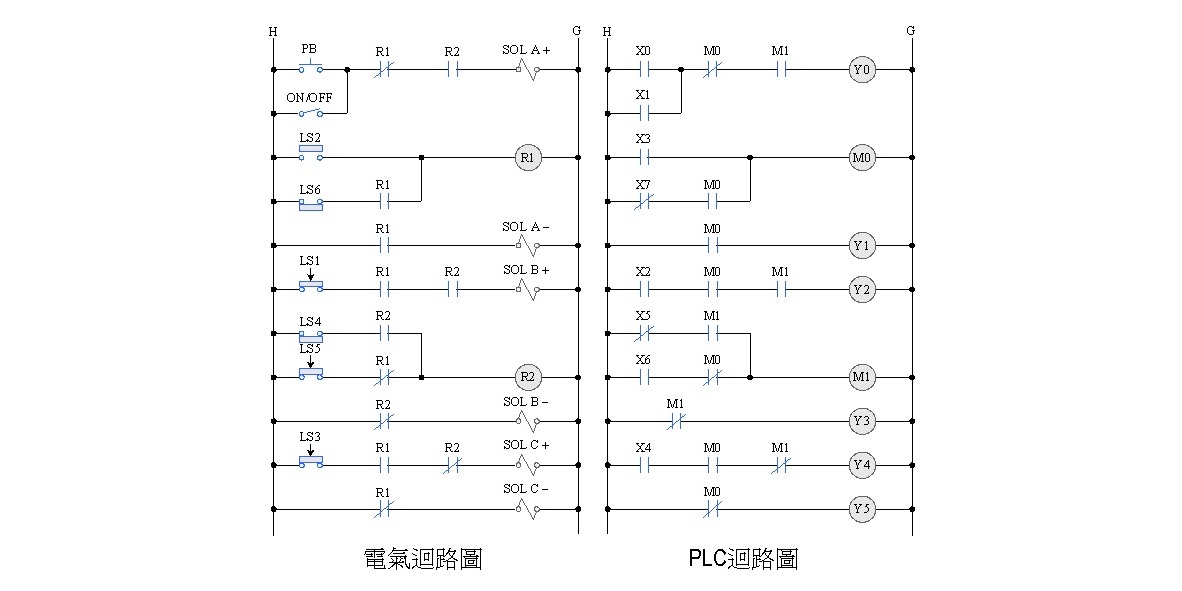 H G H G
PB R1 R2 SOL A+ X0 M0 M1 Y0
ON/OFF X1
LS2 R1 X3 M0
LS6 R1 X7 M0
R1 SOL A− M0 Y1
LS1 R1 R2 SOL B+ X2 M0 M1 Y2
LS4 R2 X5 M1
LS5 R1 R2 X6 M0 M1
R2 SOL B− M1 Y3
LS3 R1 R2 SOL C+ X4 M0 M1 Y4
R1 SOL C− M0 Y5
電氣迴路圖 PLC迴路圖